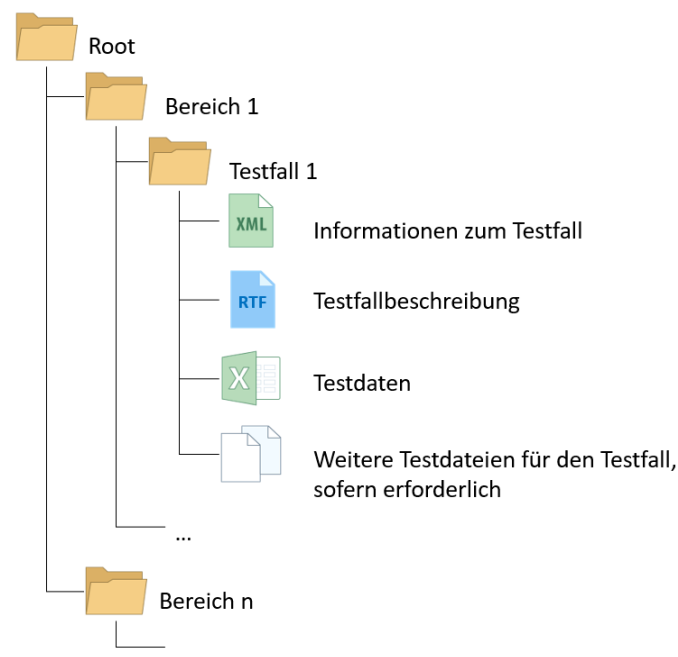 Root
Bereich 1
Testfall 1
XML
Informationen zum Testfall
RTF
Testfallbeschreibung
X
Testdaten
Weitere Testdateien für den Testfall,
sofern erforderlich
...
Bereich n